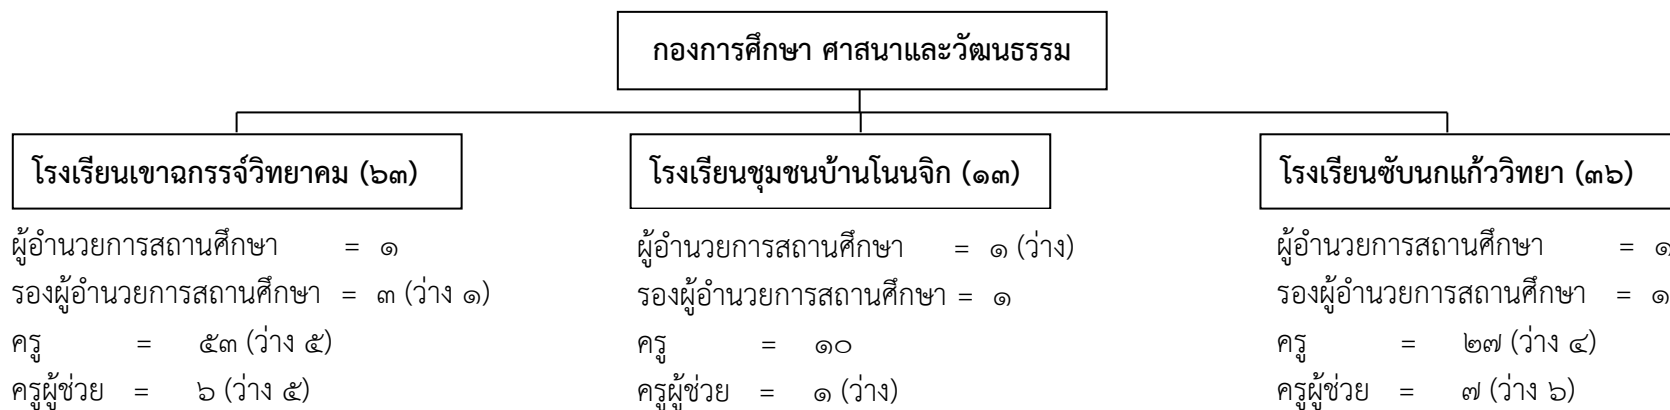 กองการศึกษา ศาสนาและวัฒนธรรม
โรงเรียนเขาฉกรรจ์วิทยาคม (๖๓)
ผู้อำนวยการสถานศึกษา = ๑
รองผู้อำนวยการสถานศึกษา = ๓ (ว่าง ๑)
ครู = ๕๓ (ว่าง ๕)
ครูผู้ช่วย = ๖ (ว่าง ๕)
โรงเรียนชุมชนบ้านโนนจิก (๑๓)
ผู้อำนวยการสถานศึกษา = ๑ (ว่าง)
รองผู้อำนวยการสถานศึกษา = ๑
ครู = ๑๐
ครูผู้ช่วย = ๑ (ว่าง)
โรงเรียนซับนกแก้ววิทยา (๓๖)
ผู้อำนวยการสถานศึกษา = ๑
รองผู้อำนวยการสถานศึกษา = ๑
ครู = ๒๗ (ว่าง ๔)
ครูผู้ช่วย = ๗ (ว่าง ๖)